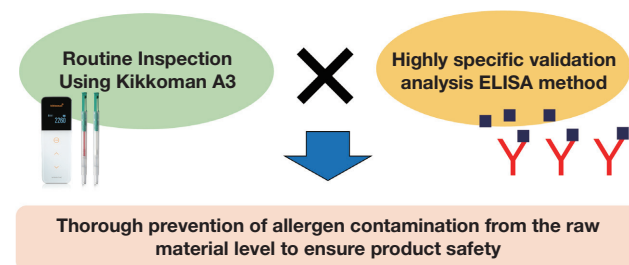 Routine Inspection
Using Kikkoman A3
Highly specific validation
analysis ELISA method
2260
Thorough prevention of allergen contamination from the raw
material level to ensure product safety